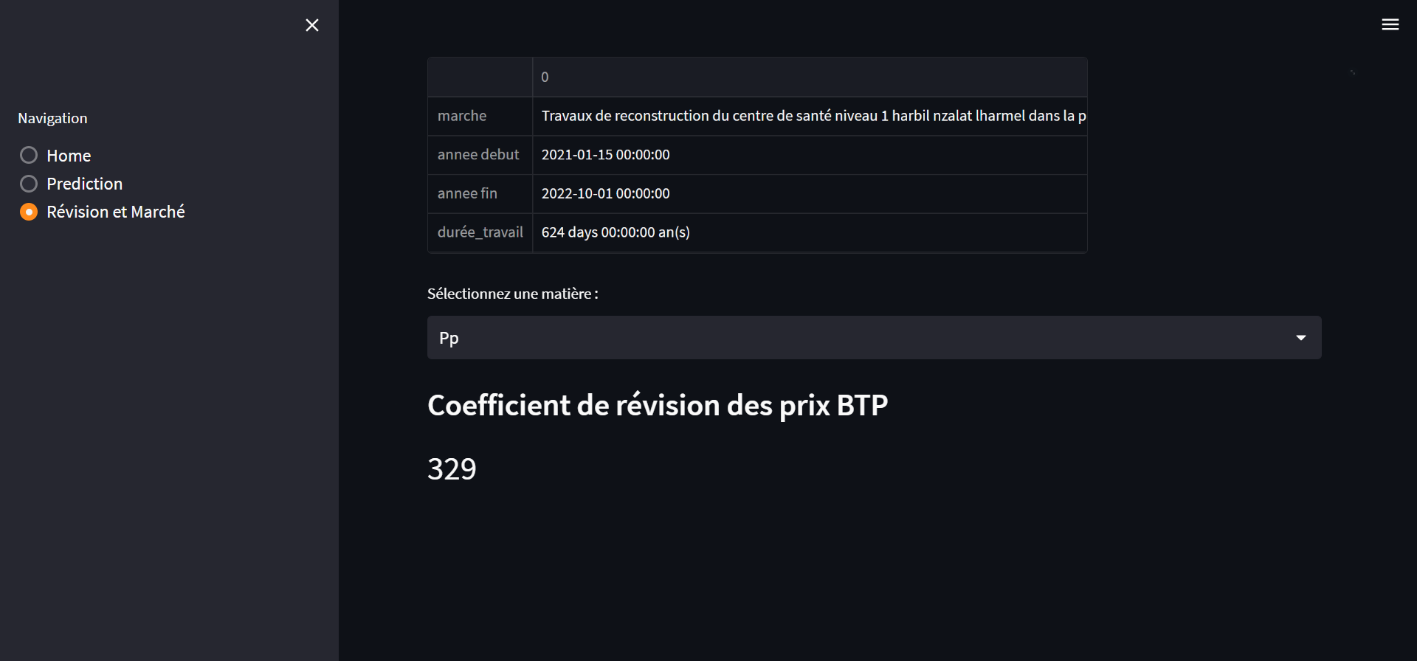 Navigation
Home
Prediction
Révision et Marché
0
marche Travaux de reconstruction du centre de santé niveau 1 harbil nzalat lharmel dans la p
annee debut 2021-01-15 00:00:00
annee fin 2022-10-01 00:00:00
durée_travail 624 days 00:00:00 an(s)
Sélectionnez une matière :
Pp
Coefficient de révision des prix BTP
329